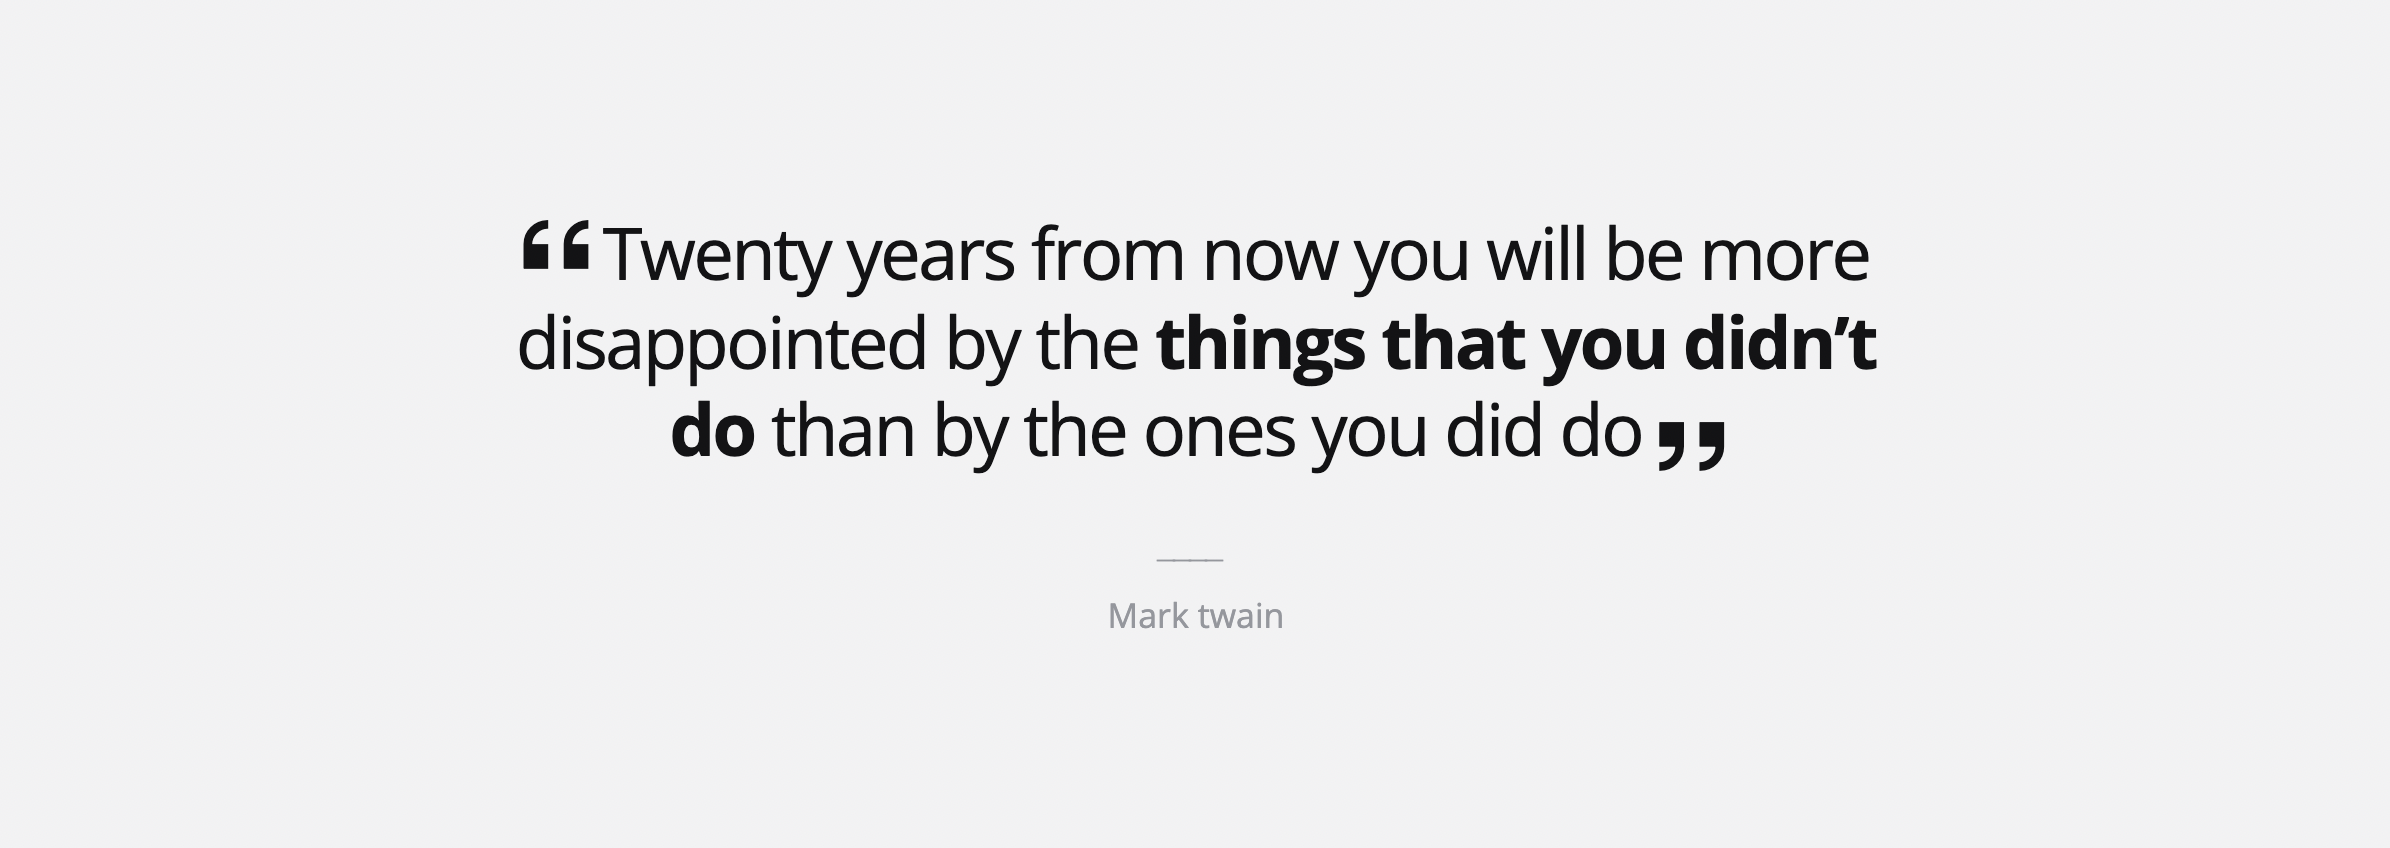 “Twenty years from now you will be more
disappointed by the things that you didn’t
do than by the ones you did do”
Mark twain